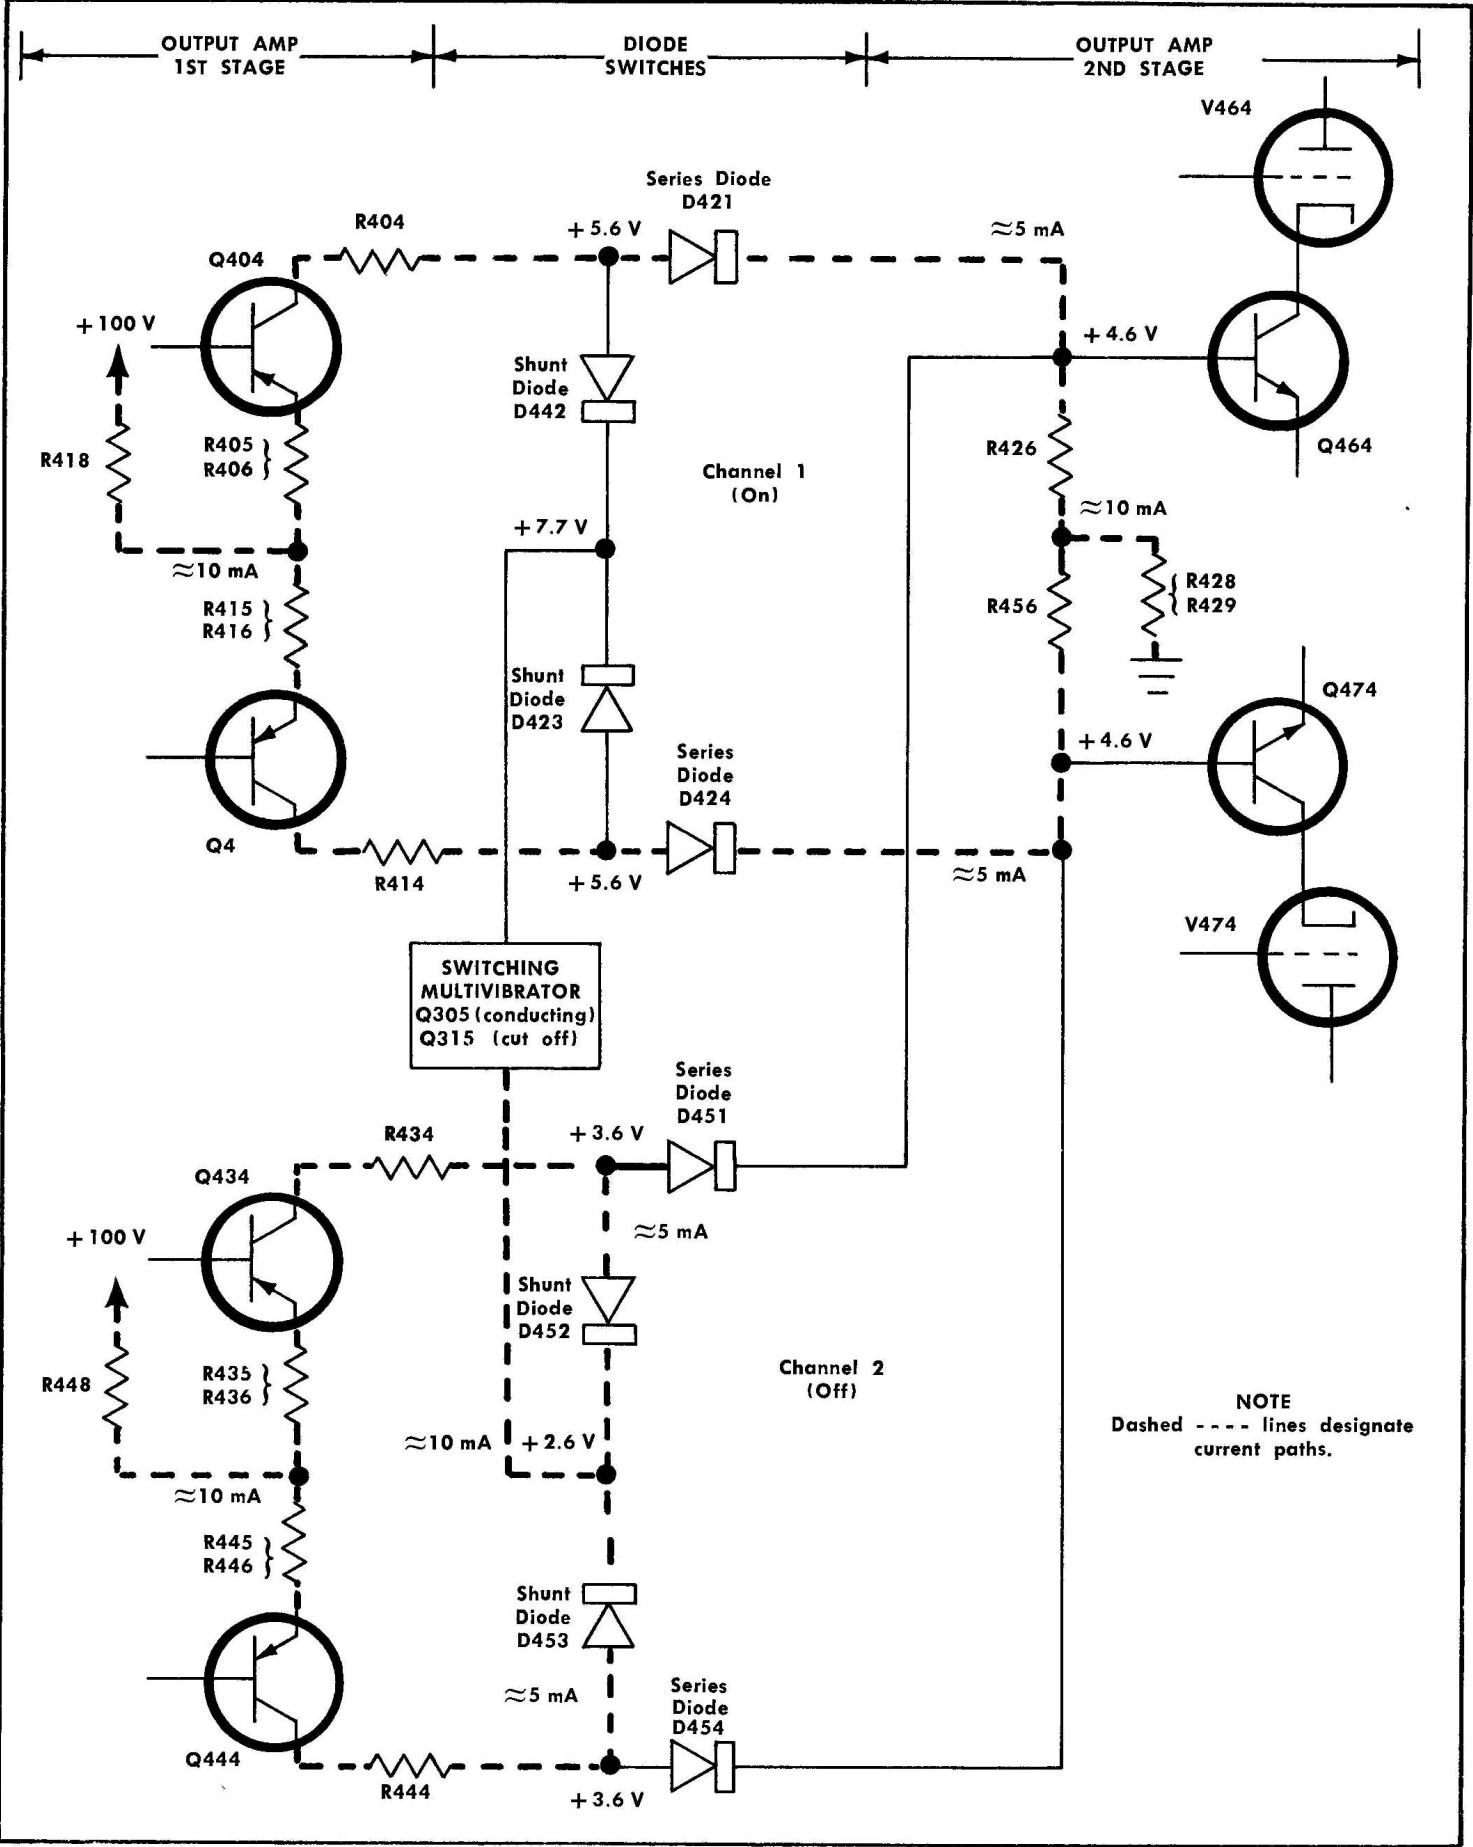 OUTPUT AMP
1ST STAGE
DIODE
SWITCHES
OUTPUT AMP
2ND STAGE
V464
Series Diode
D421
R404
+5.6 V
≈5 mA
Q404
+100 V
+4.6 V
Shunt
Diode
D442
R418
R405
R406
Channel 1
(On)
R426
Q464
+7.7 V
≈10 mA
≈10 mA
R415
R416
R456
R428
R429
Shunt
Diode
D423
Q474
+4.6 V
Series
Diode
D424
Q4
R414
+5.6 V
≈5 mA
V474
SWITCHING
MULTIVIBRATOR
Q305 (conducting)
Q315 (cut off)
Series
Diode
D451
R434
+3.6 V
Q434
+100 V
≈5 mA
Shunt
Diode
D452
R448
R435
R436
Channel 2
(Off)
≈10 mA
+2.6 V
NOTE
Dashed ---- lines designate
current paths.
≈10 mA
R445
R446
Shunt
Diode
D453
≈5 mA
Series
Diode
D454
Q444
R444
+3.6 V